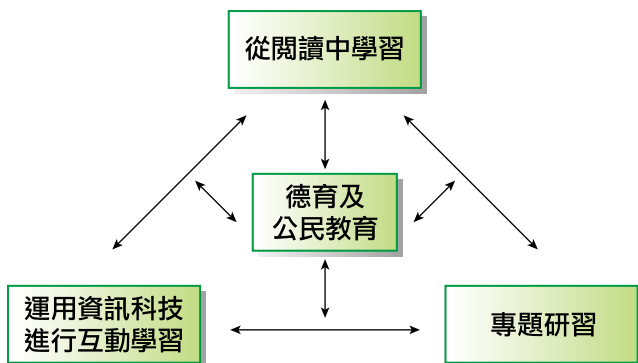 從閱讀中學習
德育及
公民教育
運用資訊科技
進行互動學習
專題研習